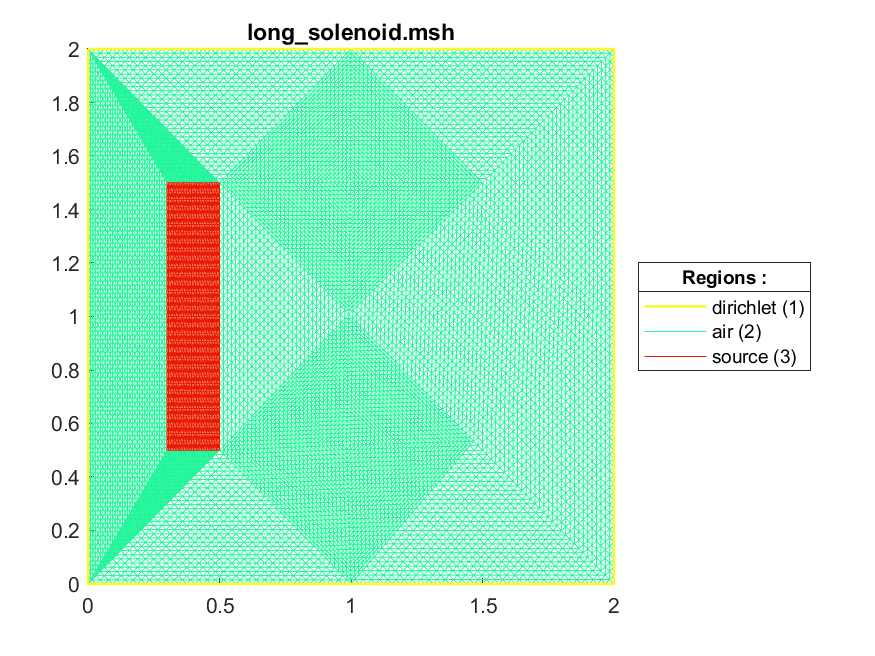 long_solenoid.msh
2
1.8
1.6
1.4
1.2
1
0.8
0.6
0.4
0.2
0
0 0.5 1 1.5 2
Regions :
dirichlet (1)
air (2)
source (3)